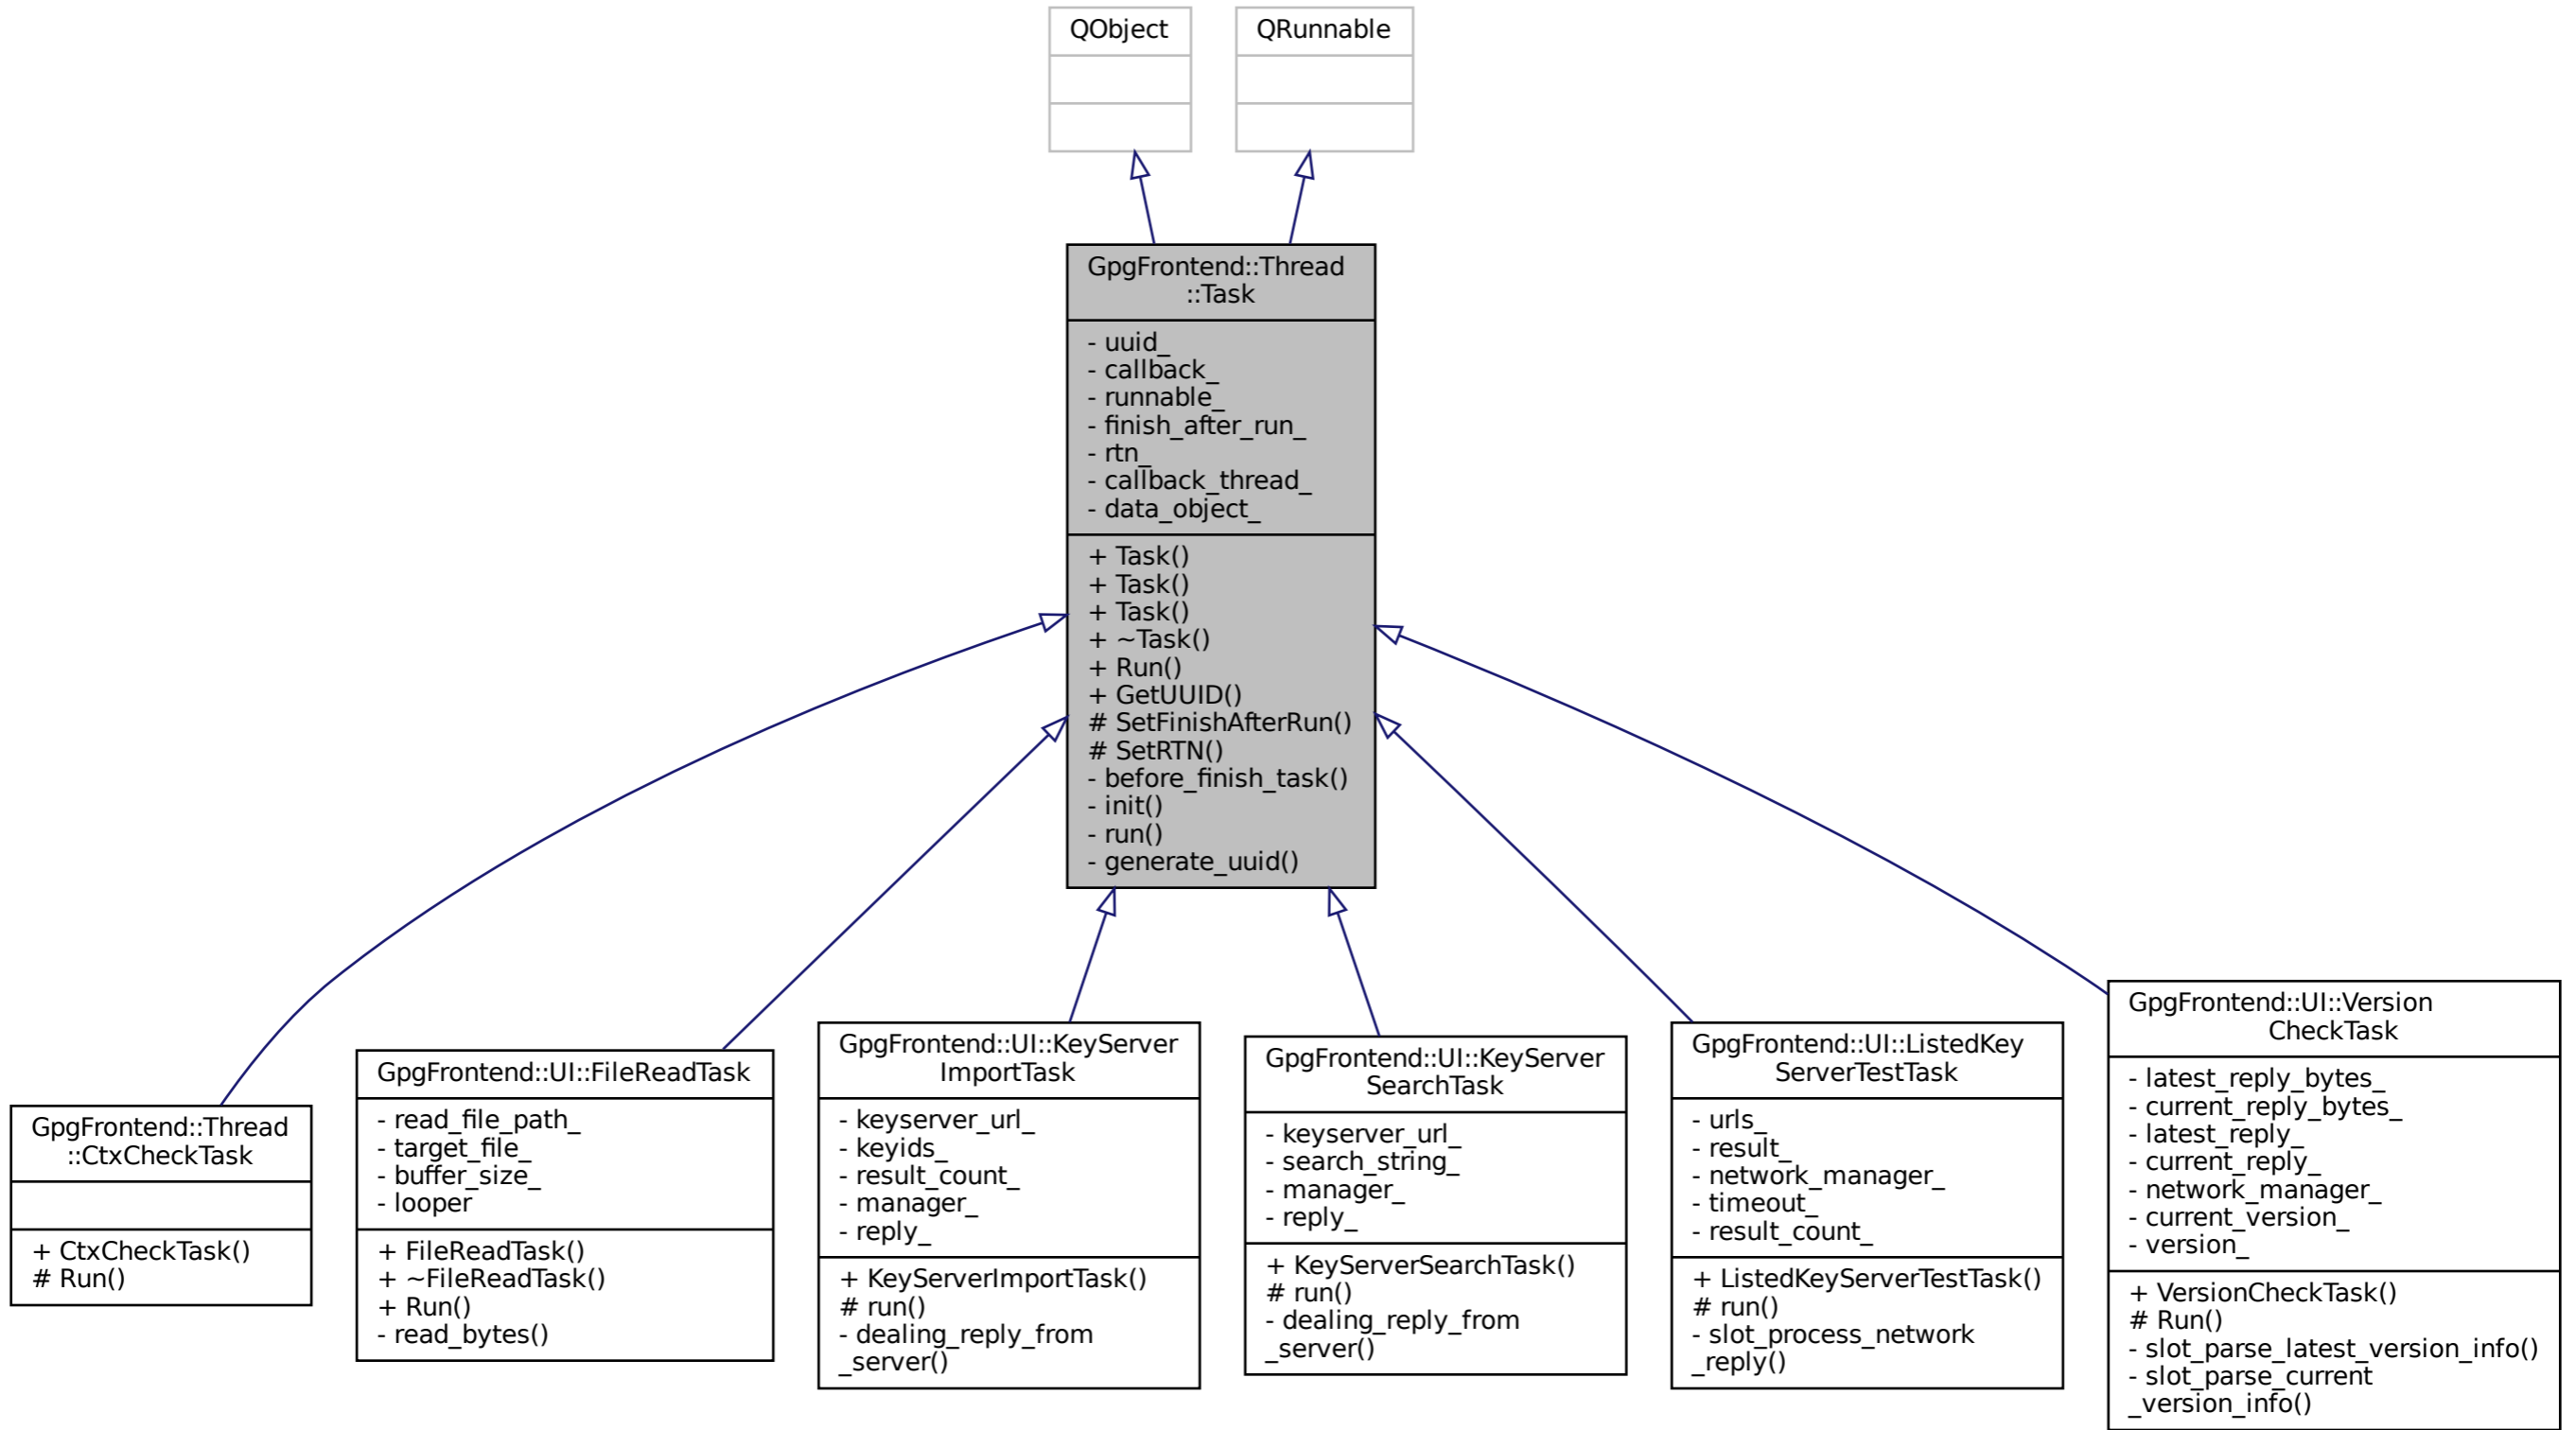 QObject
QRunnable
GpgFrontend::Thread
::Task
- uuid_
- callback_
- runnable_
- finish_after_run_
- rtn_
- callback_thread_
- data_object_
+ Task()
+ Task()
+ Task()
+ ~Task()
+ Run()
+ GetUUID()
# SetFinishAfterRun()
# SetRTN()
- before_finish_task()
- init()
- run()
- generate_uuid()
GpgFrontend::Thread
::CtxCheckTask
+ CtxCheckTask()
# Run()
GpgFrontend::UI::FileReadTask
- read_file_path_
- target_file_
- buffer_size_
- looper
+ FileReadTask()
+ ~FileReadTask()
+ Run()
- read_bytes()
GpgFrontend::UI::KeyServer
ImportTask
- keyserver_url_
- keyids_
- result_count_
- manager_
- reply_
+ KeyServerImportTask()
# run()
- dealing_reply_from
_server()
GpgFrontend::UI::KeyServer
SearchTask
- keyserver_url_
- search_string_
- manager_
- reply_
+ KeyServerSearchTask()
# run()
- dealing_reply_from
_server()
GpgFrontend::UI::ListedKey
ServerTestTask
- urls_
- result_
- network_manager_
- timeout_
- result_count_
+ ListedKeyServerTestTask()
# run()
- slot_process_network
_reply()
GpgFrontend::UI::Version
CheckTask
- latest_reply_bytes_
- current_reply_bytes_
- latest_reply_
- current_reply_
- network_manager_
- current_version_
- version_
+ VersionCheckTask()
# Run()
- slot_parse_latest_version_info()
- slot_parse_current
_version_info()